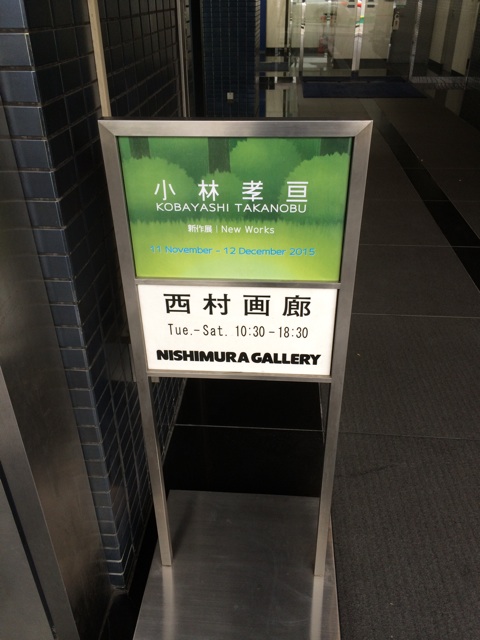 小林孝亘
KOBAYASHI TAKANOBU
新作展 | New Works
11 November - 12 December 2015
西村画廊
Tue.-Sat. 10:30-18:30
NISHIMURA GALLERY